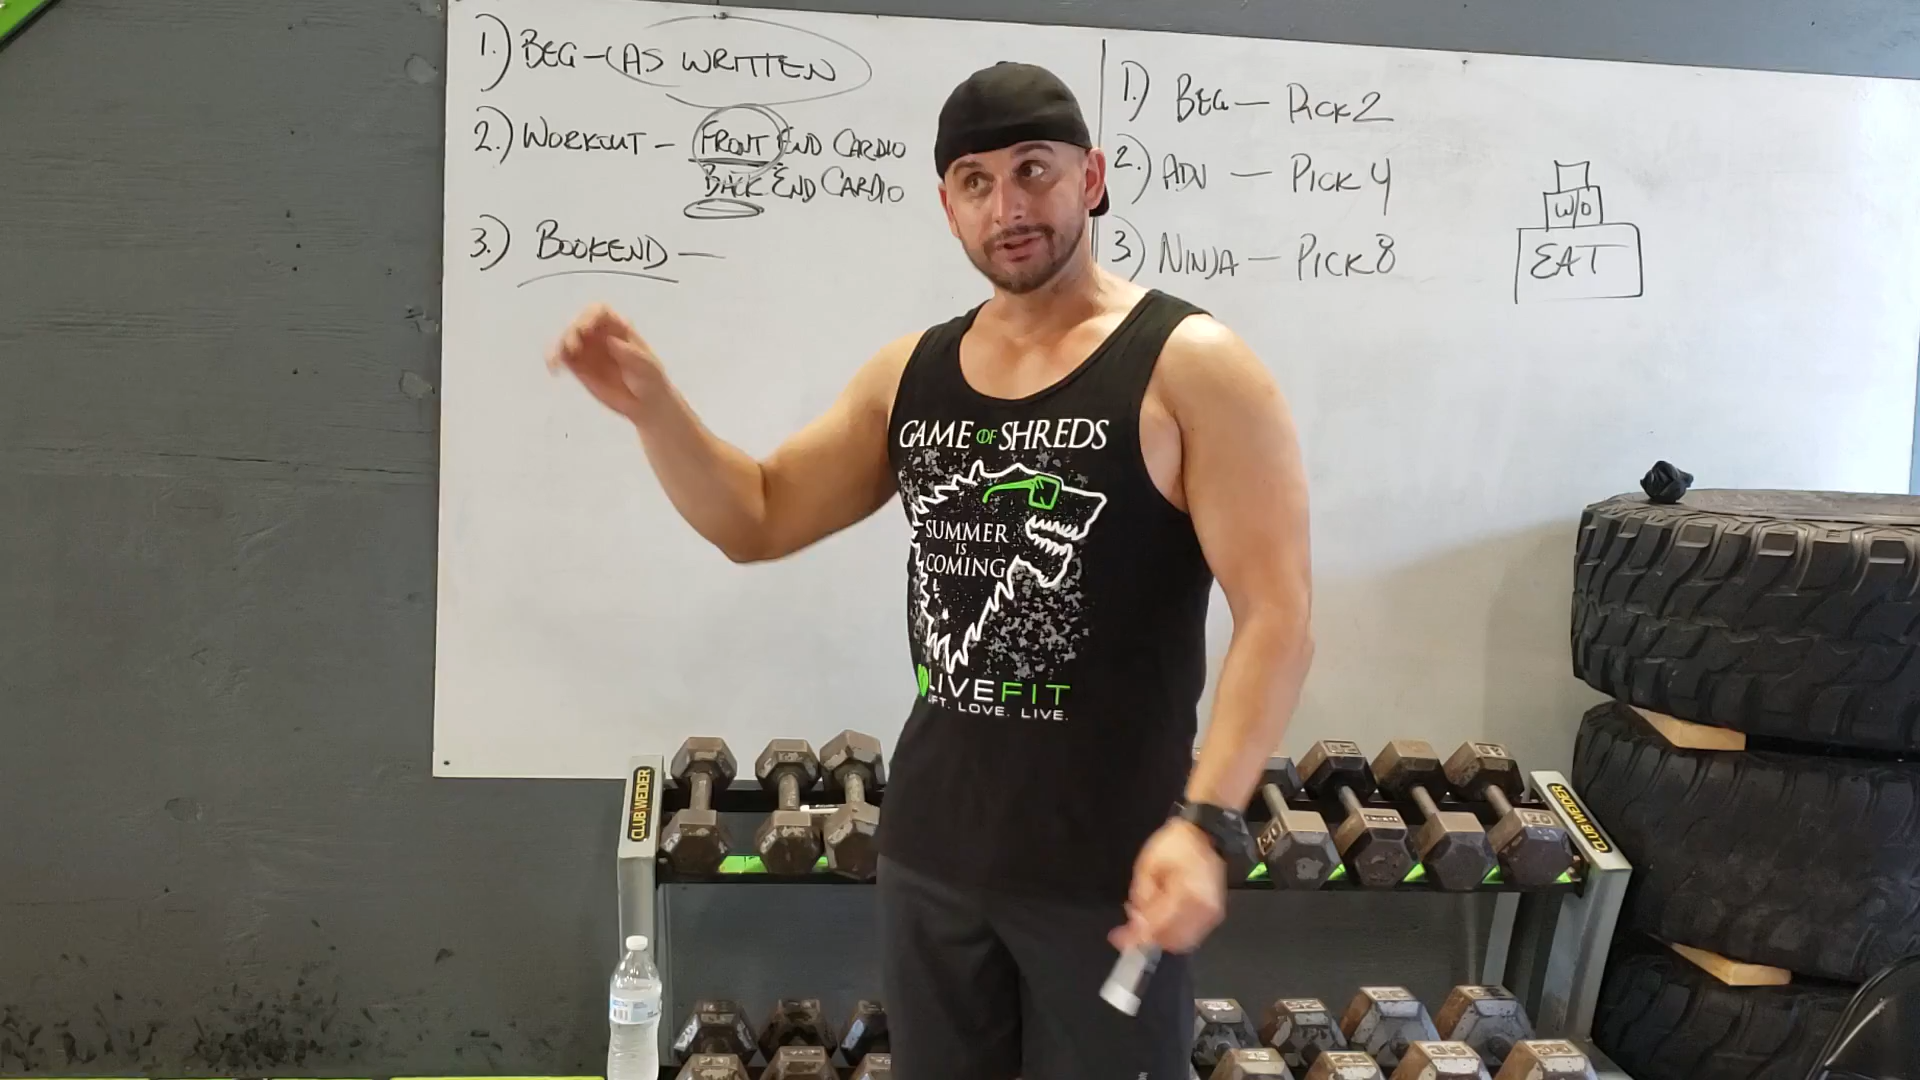 1.) BEG - (AS WRITTEN
2.) WORKOUT - FRONT END CARDIO
BACK END CARDIO
3.) BOOKEND -
1.) BEG - PICK 2
2.) ADV - PICK 4
3.) NINJA - PICK 8
W/O
EAT
GAME OF SHREDS
SUMMER
IS
COMING
LIVEFIT
LOVE. LIVE.
CLUB WEIDER
CLUB WEIDER